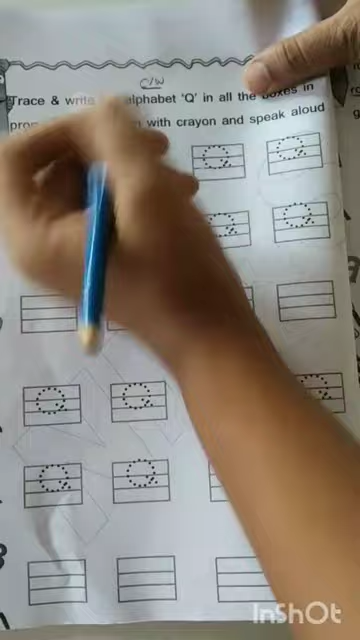 C/W
Trace & write alphabet 'Q' in all the boxes in
with crayon and speak aloud
Q Q
Q Q
Q Q Q
Q Q
InShOt